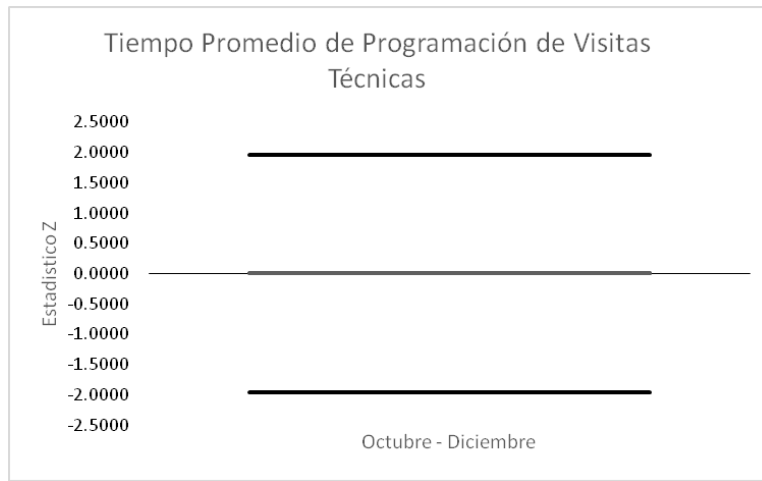 Tiempo Promedio de Programación de Visitas
Técnicas
2.5000
2.0000
1.5000
1.0000
0.5000
0.0000
-0.5000
-1.0000
-1.5000
-2.0000
-2.5000
Estadistico Z
Octubre - Diciembre